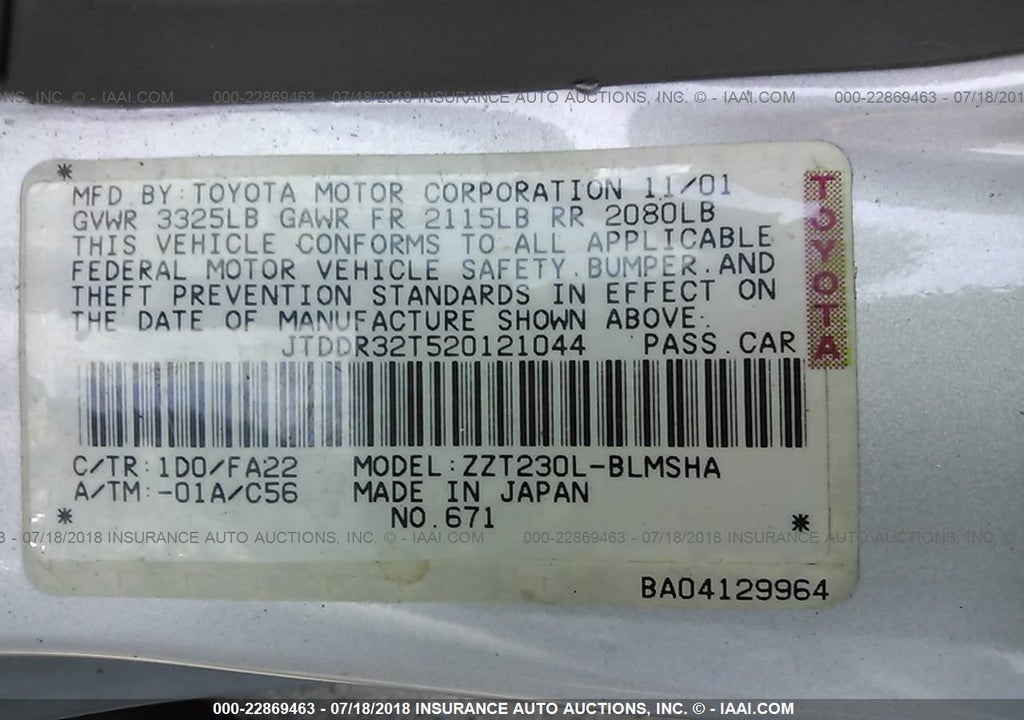 ES, INC. © - IAAI.COM 000-22869463 - 07/18/2018 INSURANCE AUTO AUCTIONS, INC. © - IAAI.COM 000-22869463 - 07/18/2018
*
MFD BY: TOYOTA MOTOR CORPORATION 11/01
GVWR 3325LB GAWR FR 2115LB RR 2080LB
THIS VEHICLE CONFORMS TO ALL APPLICABLE
FEDERAL MOTOR VEHICLE SAFETY, BUMPER, AND
THEFT PREVENTION STANDARDS IN EFFECT ON
THE DATE OF MANUFACTURE SHOWN ABOVE.
JTDDR32T520121044 PASS. CAR
TOYOTA
C/TR: 1D0/FA22 MODEL: ZZT230L-BLMSHA
A/TM: -01A/C56 MADE IN JAPAN
* NO. 671 *
3 - 07/18/2018 INSURANCE AUTO AUCTIONS, INC. © - IAAI.COM 000-22869463 - 07/18/2018 INSURANCE AUTO AUCTIONS, INC. © - IAAI
BA04129964
000-22869463 - 07/18/2018 INSURANCE AUTO AUCTIONS, INC. © - IAAI.COM